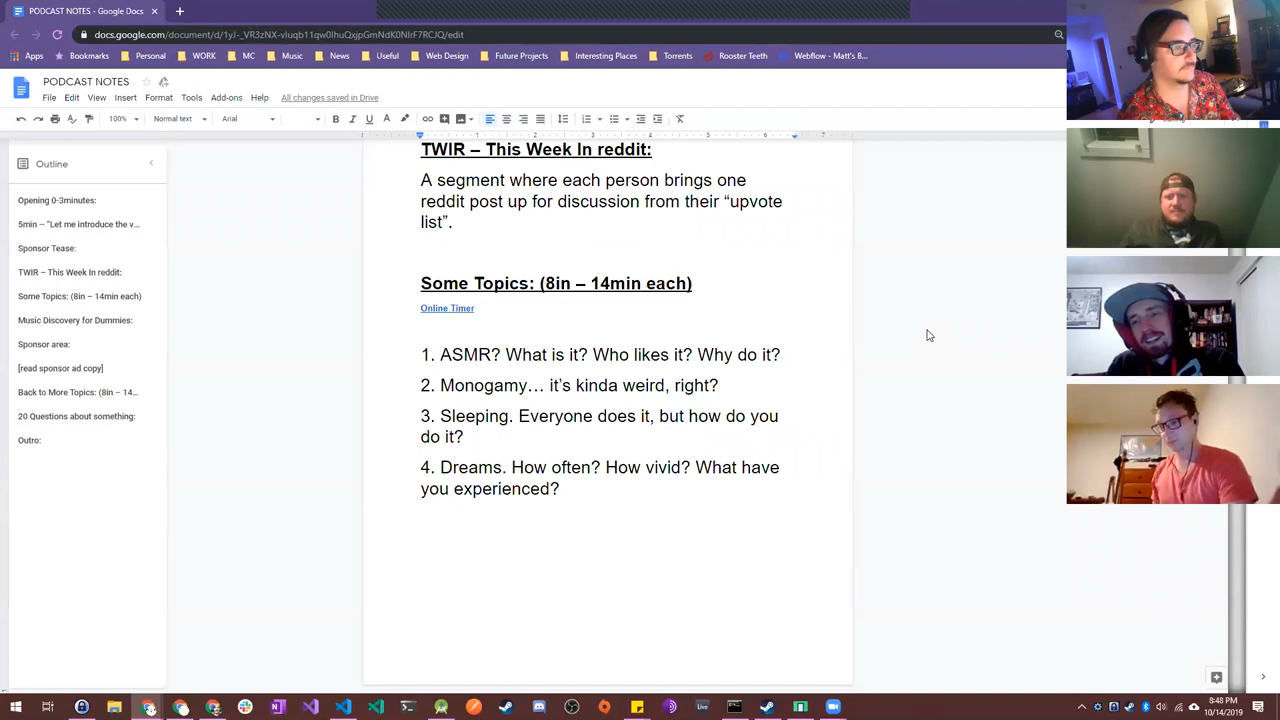 PODCAST NOTES - Google Docs
docs.google.com/document/d/1yJ-_VR3zNX-vluqb11qw0lhuQxjpGmNdK0NIrF7RCJQ/edit
Apps Bookmarks Personal WORK MC Music News Useful Web Design Future Projects Interesting Places Torrents Rooster Teeth Webflow - Matt's B...
PODCAST NOTES
File Edit View Insert Format Tools Add-ons Help All changes saved in Drive
100% Normal text Arial
Outline
Opening 0-3minutes:
5min – “Let me introduce the v...
Sponsor Tease:
TWIR – This Week In reddit:
Some Topics: (8in – 14min each)
Music Discovery for Dummies:
Sponsor area:
[read sponsor ad copy]
Back to More Topics: (8in – 14...
20 Questions about something:
Outro:
TWIR – This Week In reddit:
A segment where each person brings one
reddit post up for discussion from their “upvote
list”.
Some Topics: (8in – 14min each)
Online Timer
1. ASMR? What is it? Who likes it? Why do it?
2. Monogamy… it’s kinda weird, right?
3. Sleeping. Everyone does it, but how do you
do it?
4. Dreams. How often? How vivid? What have
you experienced?
Live
8:48 PM
10/14/2019